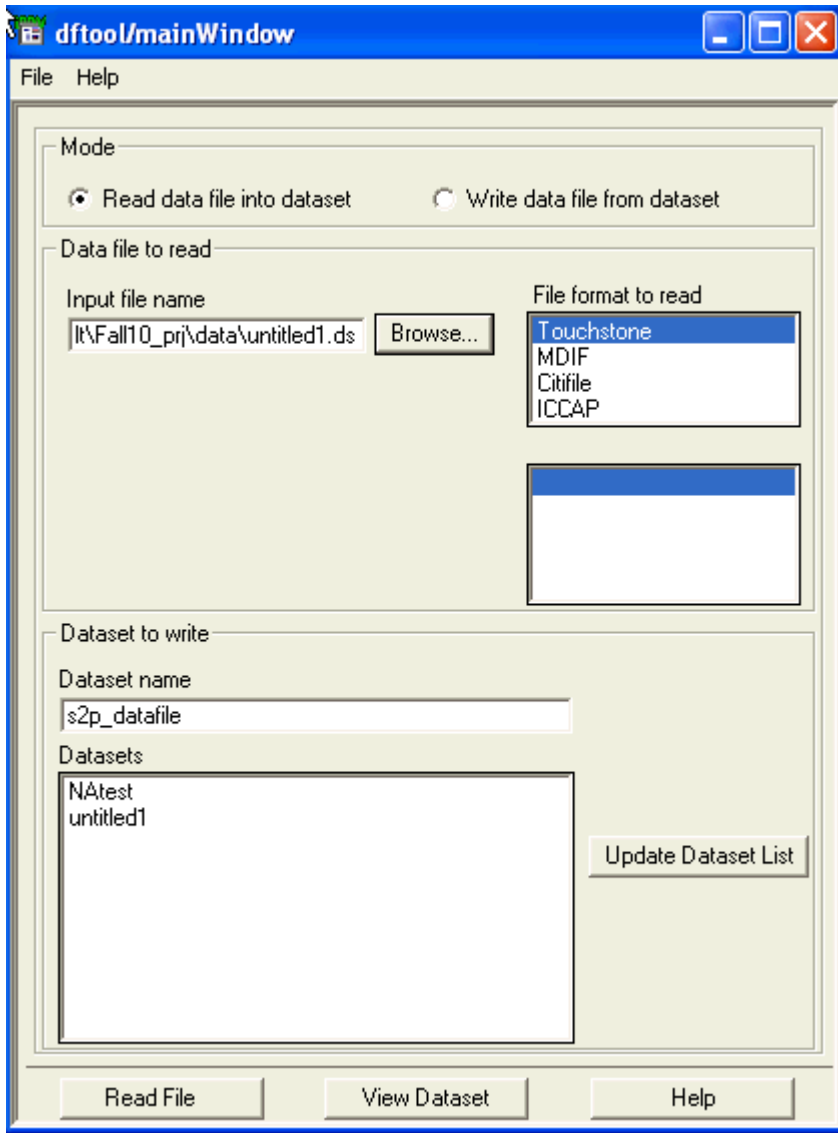 dftool/mainWindow
File Help
Mode
Read data file into dataset Write data file from dataset
Data file to read
Input file name
lt\Fall10_prj\data\untitled1.ds Browse...
File format to read
Touchstone
MDIF
Citifile
ICCAP
Dataset to write
Dataset name
s2p_datafile
Datasets
NAtest
untitled1
Update Dataset List
Read File View Dataset Help